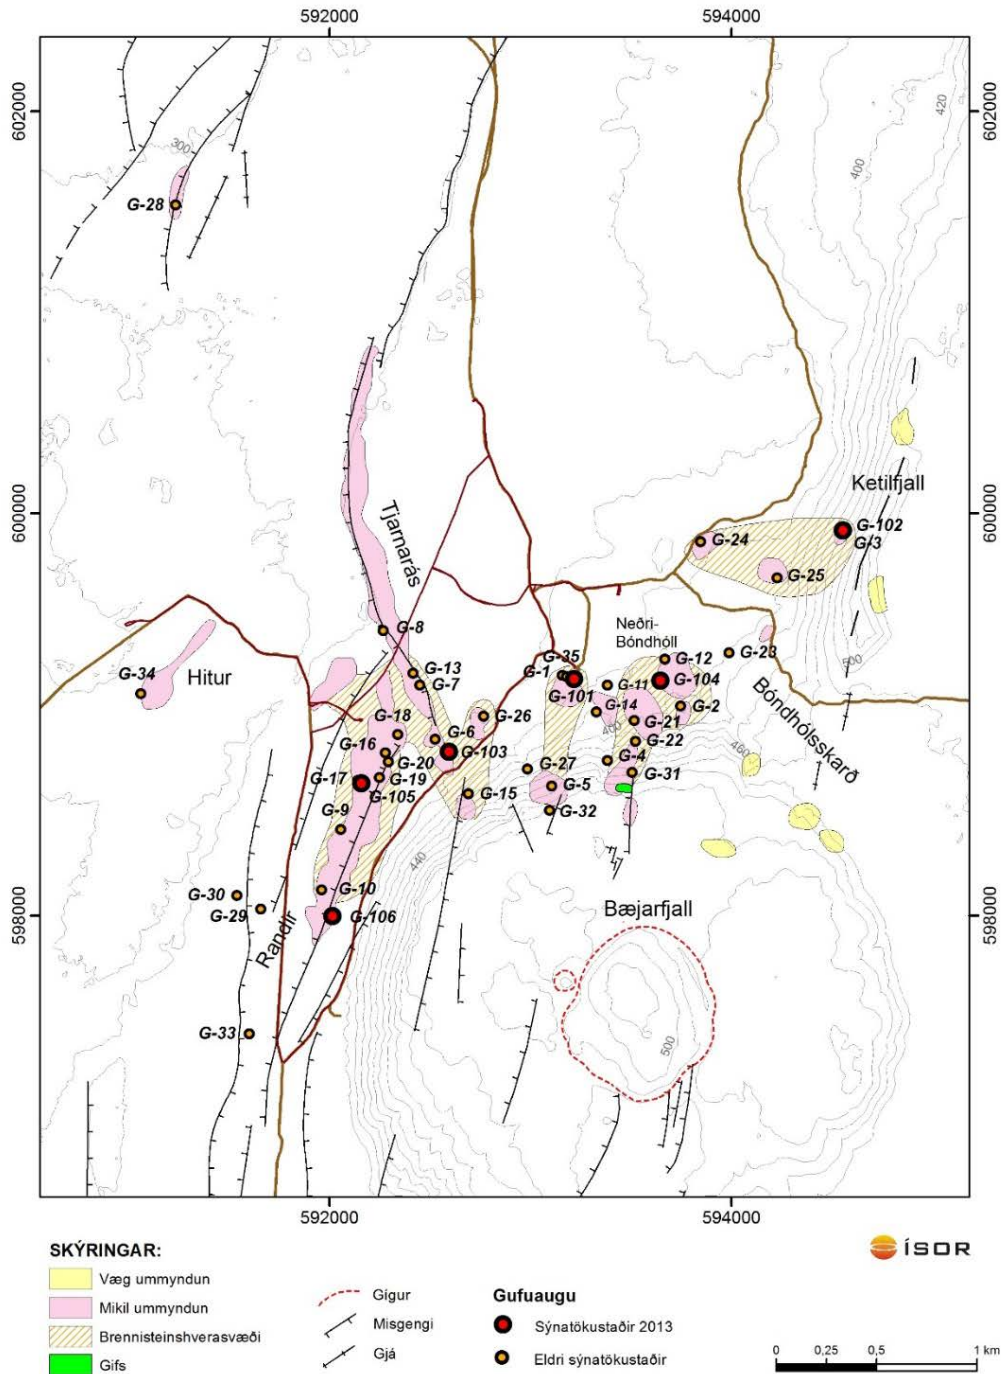 592000
594000
602000
602000
420
400
300
G-28
Ketilfjall
600000
600000
G-102
G-3
G-24
G-25
Tjarnarás
Neðri-
Bóndhóll
G-8
G-35
G-12
G-23
G-34
Hitur
G-13
G-1
G-104
500
G-7
G-101
G-11
G-2
Bóndhólsskarð
G-18
G-26
G-14
G-21
G-6
400
G-16
G-103
G-22
460
G-20
G-27
G-4
G-17
G-19
G-31
G-105
G-15
G-5
G-9
G-32
440
G-10
G-30
G-29
598000
598000
G-106
Randir
Bæjarfjall
G-33
500
592000
594000
SKÝRINGAR:
ÍSOR
Væg ummyndun
Mikil ummyndun
Brennisteinshverasvæði
Gifs
Gígur
Misgengi
Gjá
Gufuaugu
Sýnatökustaðir 2013
Eldri sýnatökustaðir
0 0,25 0,5 1 km